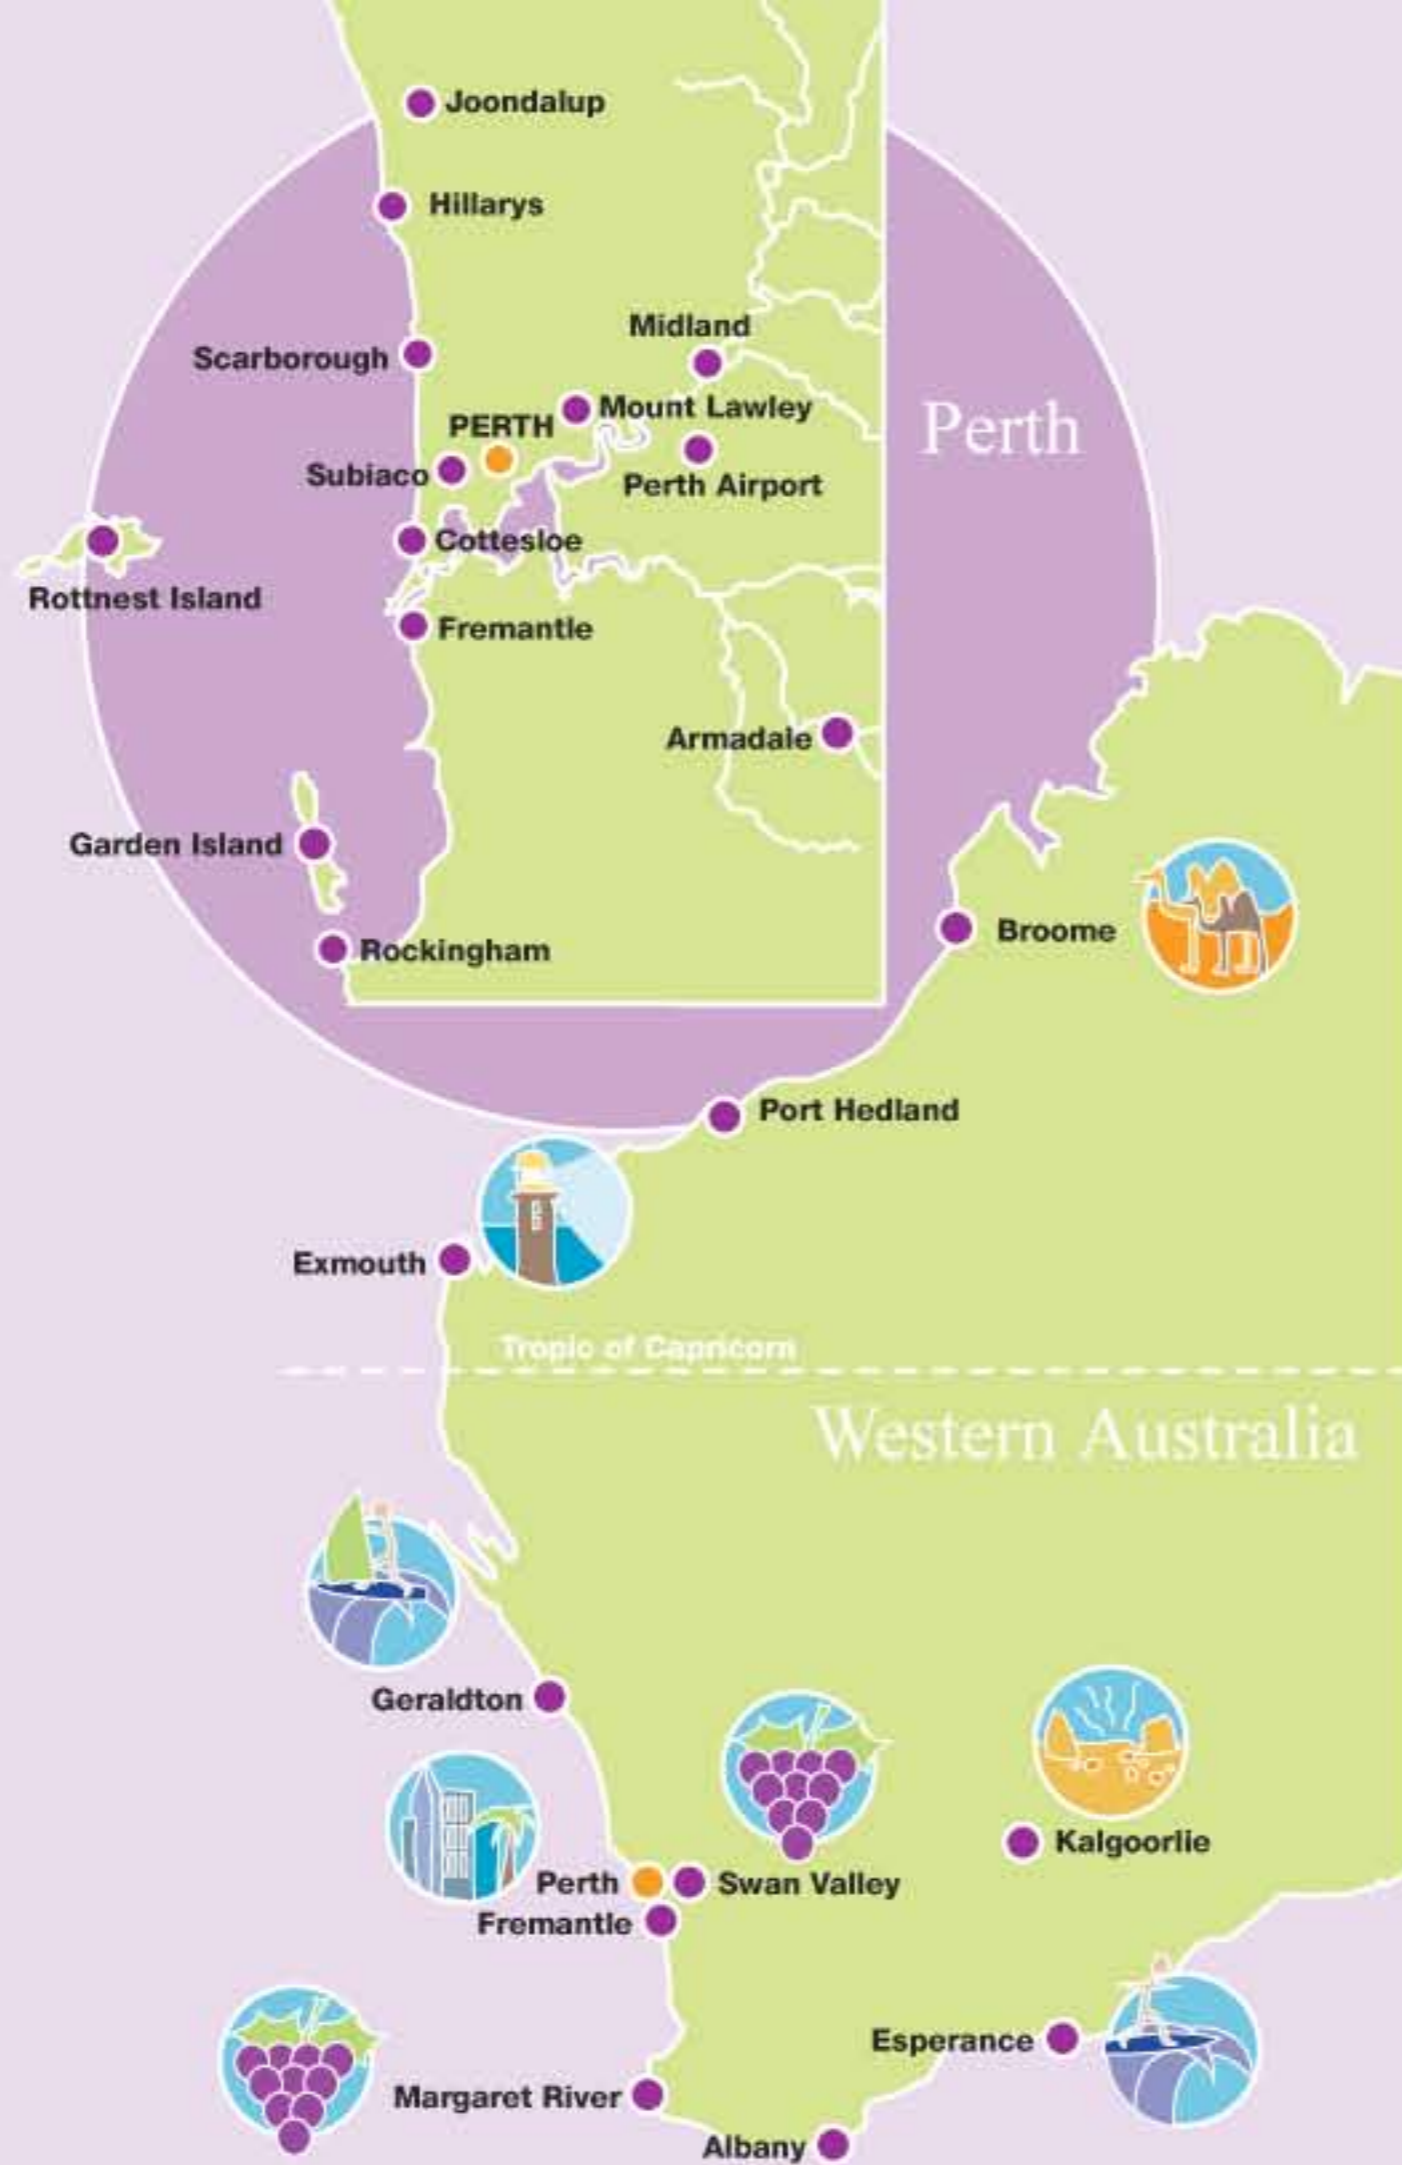 Joondalup
Hillarys
Midland
Scarborough
Mount Lawley
PERTH
Perth
Subiaco
Perth Airport
Cottesloe
Rottnest Island
Fremantle
Armadale
Garden Island
Broome
Rockingham
Port Hedland
Exmouth
Tropic of Capricorn
Western Australia
Geraldton
Kalgoorlie
Perth
Swan Valley
Fremantle
Esperance
Margaret River
Albany